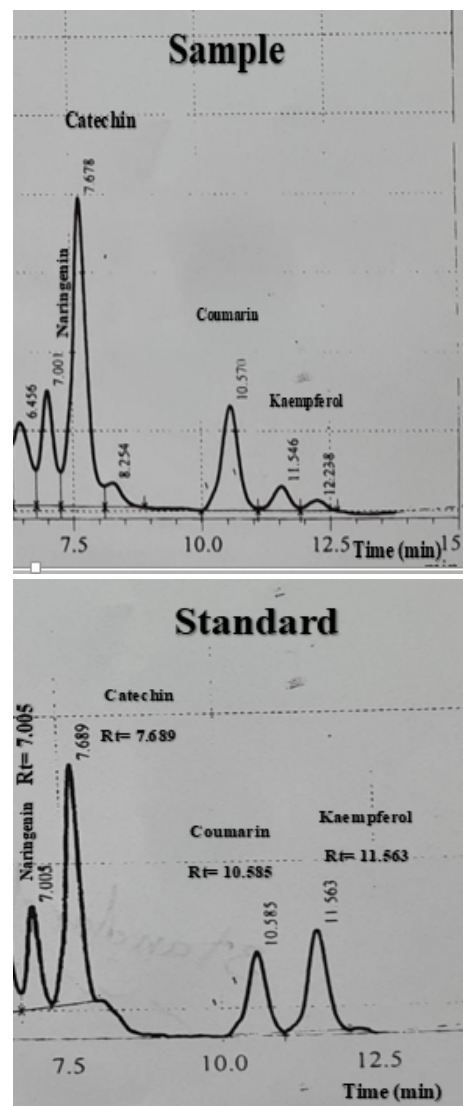 Sample
Catechin
7.678
Naringenin
7.001
6.456
8.254
Coumarin
10.570
Kaempferol
11.546
12.238
7.5
10.0
12.5
Time (min)
15
Standard
Catechin
Rt= 7.689
7.689
Rt= 7.005
Naringenin
7.005
Coumarin
Rt= 10.585
10.585
Kaempferol
Rt= 11.563
11.563
7.5
10.0
12.5
Time (min)